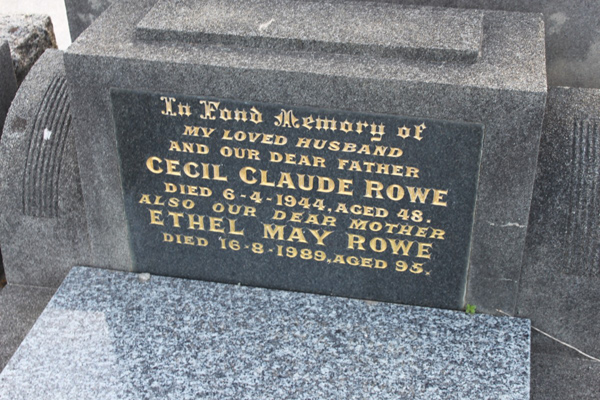 In Fond Memory of
MY LOVED HUSBAND
AND OUR DEAR FATHER
CECIL CLAUDE ROWE
DIED 6-4-1944, AGED 48.
ALSO OUR DEAR MOTHER
ETHEL MAY ROWE
DIED 16-8-1989, AGED 95.